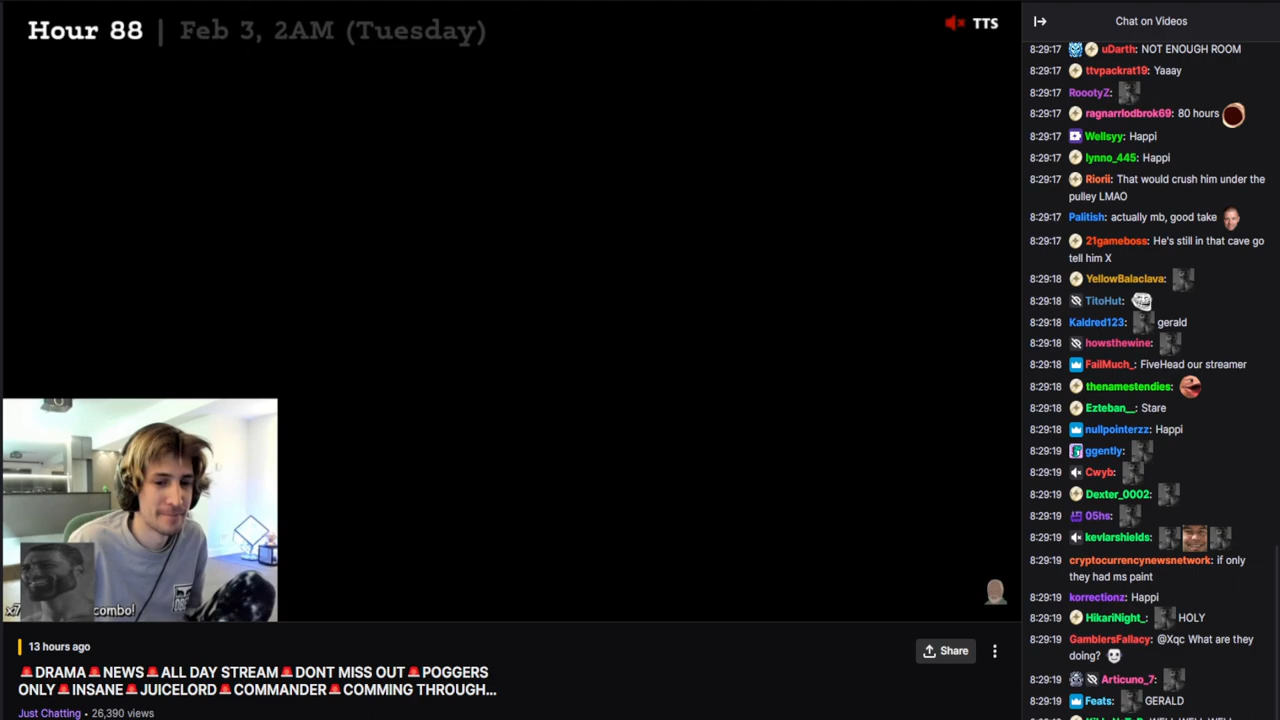 Hour 88 | Feb 3, 2AM (Tuesday)
TTS
x7
combo!
13 hours ago
Share
🚨DRAMA🚨NEWS🚨ALL DAY STREAM🚨DONT MISS OUT🚨POGGERS
ONLY🚨INSANE🚨JUICELORD🚨COMMANDER🚨COMMING THROUGH...
Just Chatting • 26,390 views
Chat on Videos
8:29:17 uDarth: NOT ENOUGH ROOM
8:29:17 ttvpackrat19: Yaaay
8:29:17 RoootyZ:
8:29:17 ragnarrlodbrok69: 80 hours
8:29:17 Wellsyy: Happi
8:29:17 lynno_445: Happi
8:29:17 Riorii: That would crush him under the
pulley LMAO
8:29:17 Palitish: actually mb, good take
8:29:17 21gameboss: He's still in that cave go
tell him X
8:29:18 YellowBalaclava:
8:29:18 TitoHut:
8:29:18 Kaldred123: gerald
8:29:18 howsthewine:
8:29:18 FailMuch_: FiveHead our streamer
8:29:18 thenamestendies:
8:29:18 Ezteban__: Stare
8:29:18 nullpointerzz: Happi
8:29:19 ggently:
8:29:19 Cwyb:
8:29:19 Dexter_0002:
8:29:19 05hs:
8:29:19 kevlarshields:
8:29:19 cryptocurrencynewsnetwork: if only
they had ms paint
8:29:19 korrectionz: Happi
8:29:19 HikariNight_: HOLY
8:29:19 GamblersFallacy: @Xqc What are they
doing?
8:29:19 Articuno_7:
8:29:19 Feats: GERALD